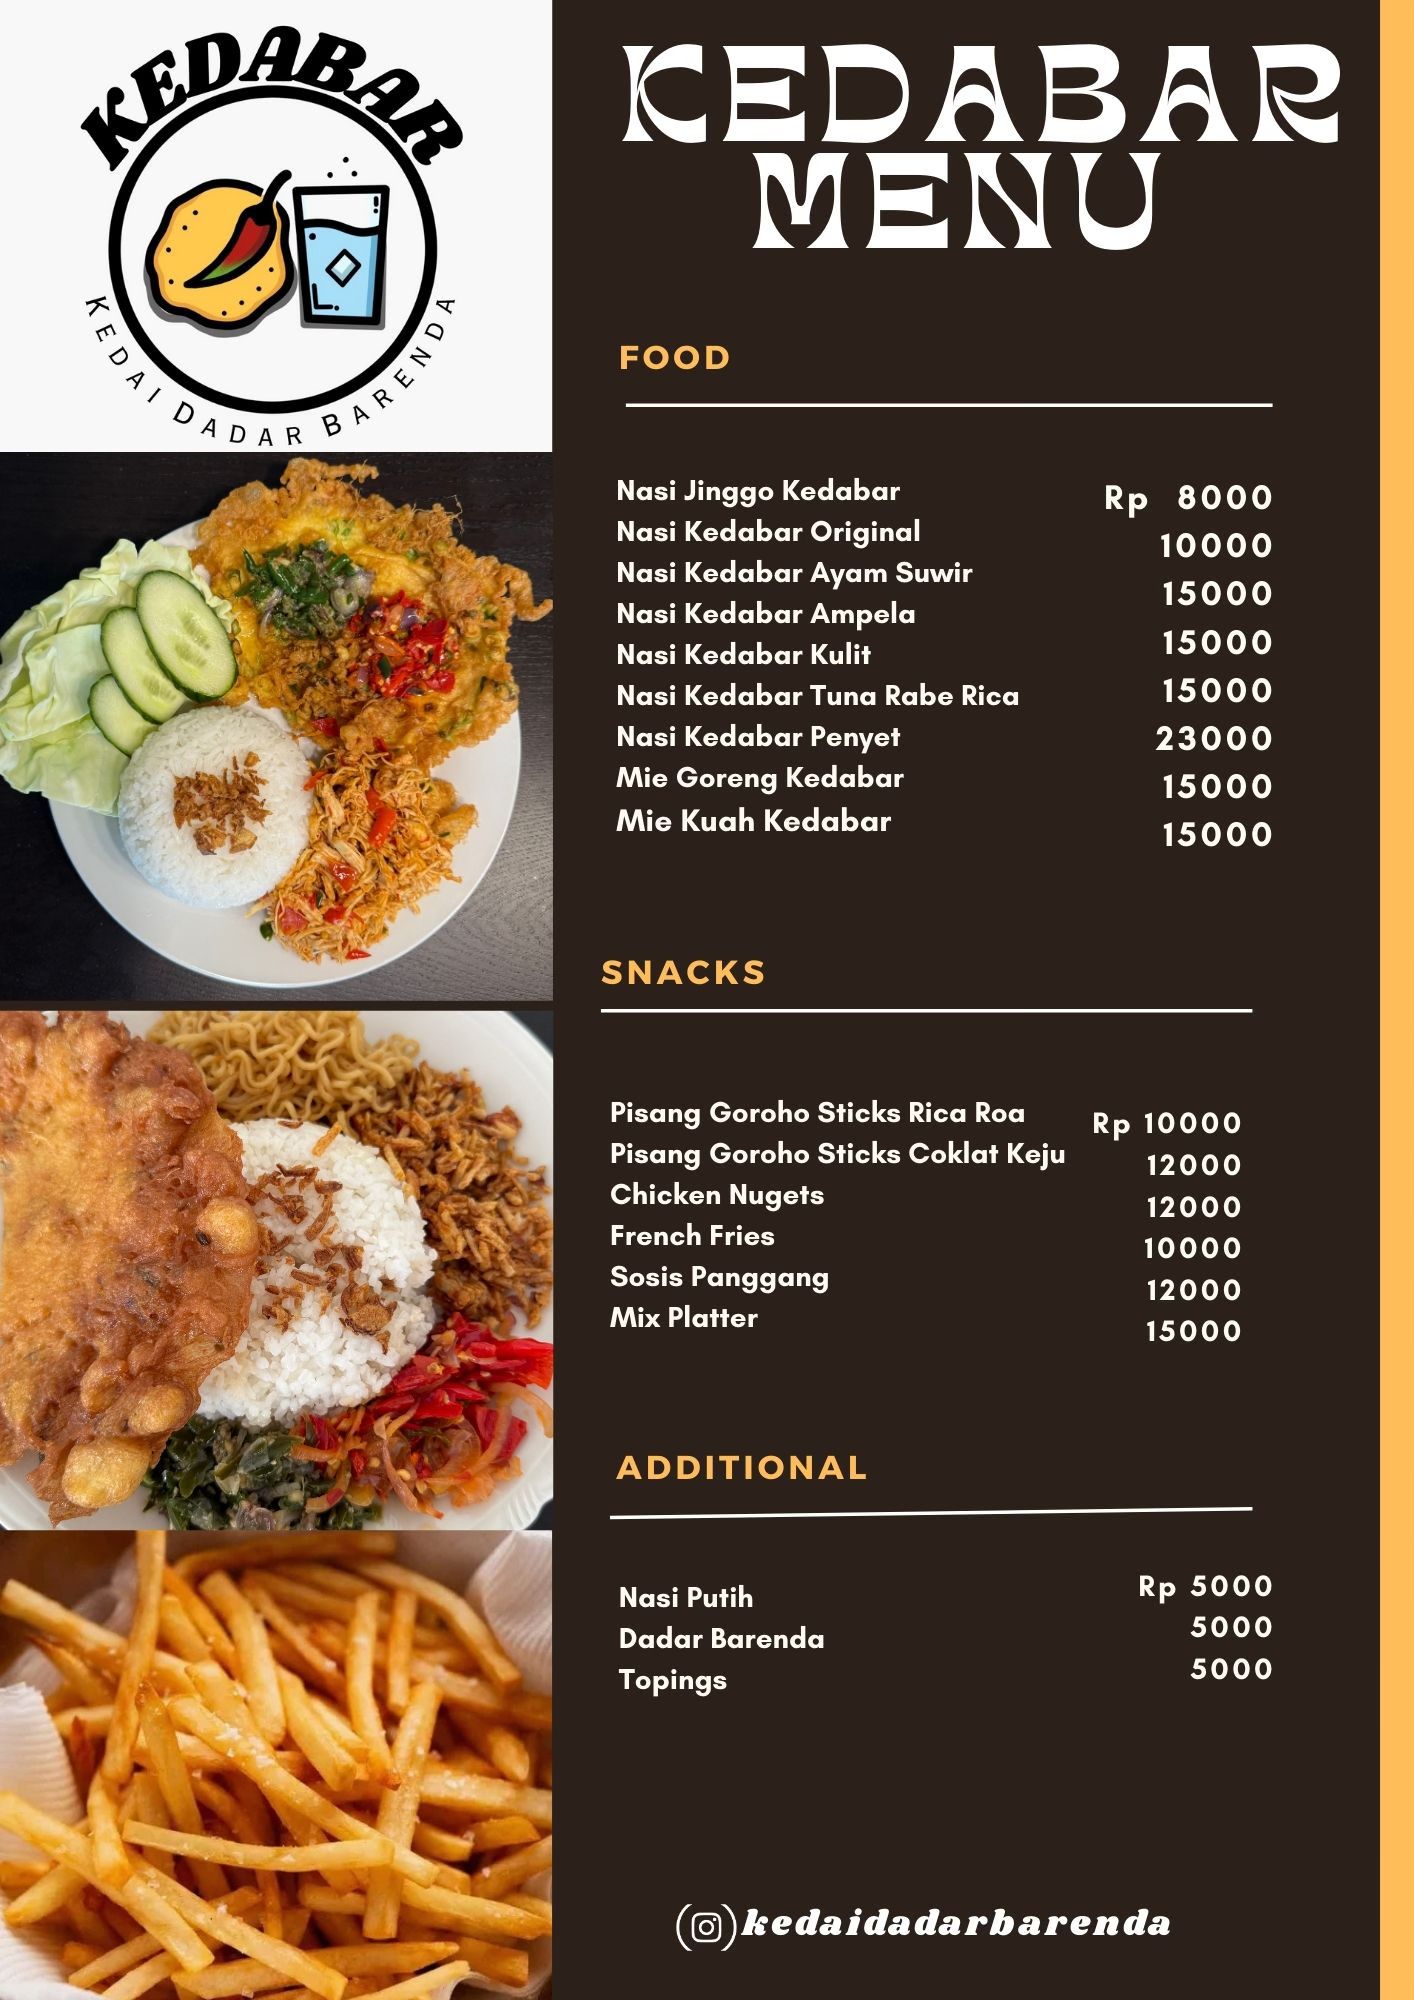 KEDABAR
KEDAI DADAR BARENDA
KEDABAR
MENU
FOOD
Nasi Jinggo Kedabar Rp 8000
Nasi Kedabar Original 10000
Nasi Kedabar Ayam Suwir 15000
Nasi Kedabar Ampela 15000
Nasi Kedabar Kulit 15000
Nasi Kedabar Tuna Rabe Rica 23000
Nasi Kedabar Penyet 15000
Mie Goreng Kedabar 15000
Mie Kuah Kedabar
SNACKS
Pisang Goroho Sticks Rica Roa Rp 10000
Pisang Goroho Sticks Coklat Keju 12000
Chicken Nugets 12000
French Fries 10000
Sosis Panggang 12000
Mix Platter 15000
ADDITIONAL
Nasi Putih Rp 5000
Dadar Barenda 5000
Topings 5000
kedaidadarbarenda